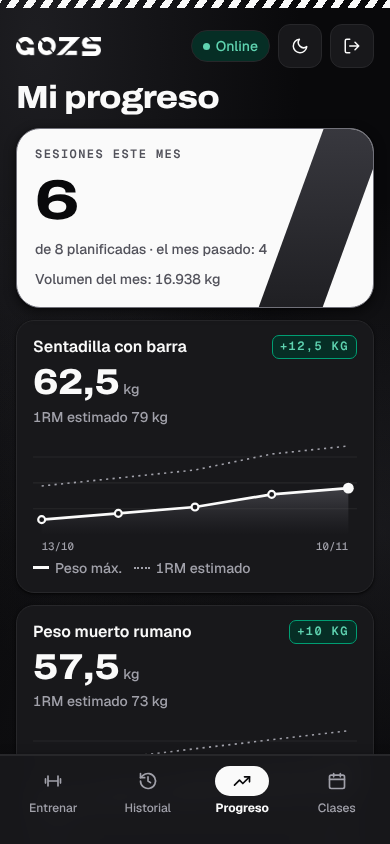 GOZS
Online
Mi progreso
SESIONES ESTE MES
6
de 8 planificadas · el mes pasado: 4
Volumen del mes: 16.938 kg
Sentadilla con barra
+12,5 KG
62,5 kg
1RM estimado 79 kg
13/10
10/11
Peso máx.
1RM estimado
Peso muerto rumano
+10 KG
57,5 kg
1RM estimado 73 kg
Entrenar
Historial
Progreso
Clases